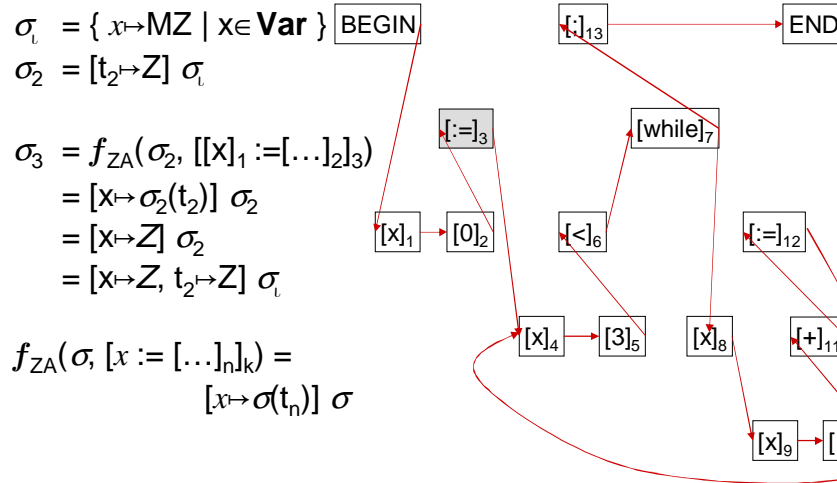 σι = { x↦MZ | x∈ Var }
σ2 = [t2↦Z] σι
σ3 = fZA(σ2, [[x]1 :=[…]2]3)
= [x↦σ2(t2)] σ2
= [x↦Z] σ2
= [x↦Z, t2↦Z] σι
fZA(σ, [x := […]n]k) =
[x↦σ(tn)] σ
BEGIN
[;]13
END
[:=]3
[while]7
[x]1
[0]2
[<]6
[:=]12
[x]4
[3]5
[x]8
[+]11
[x]9
[